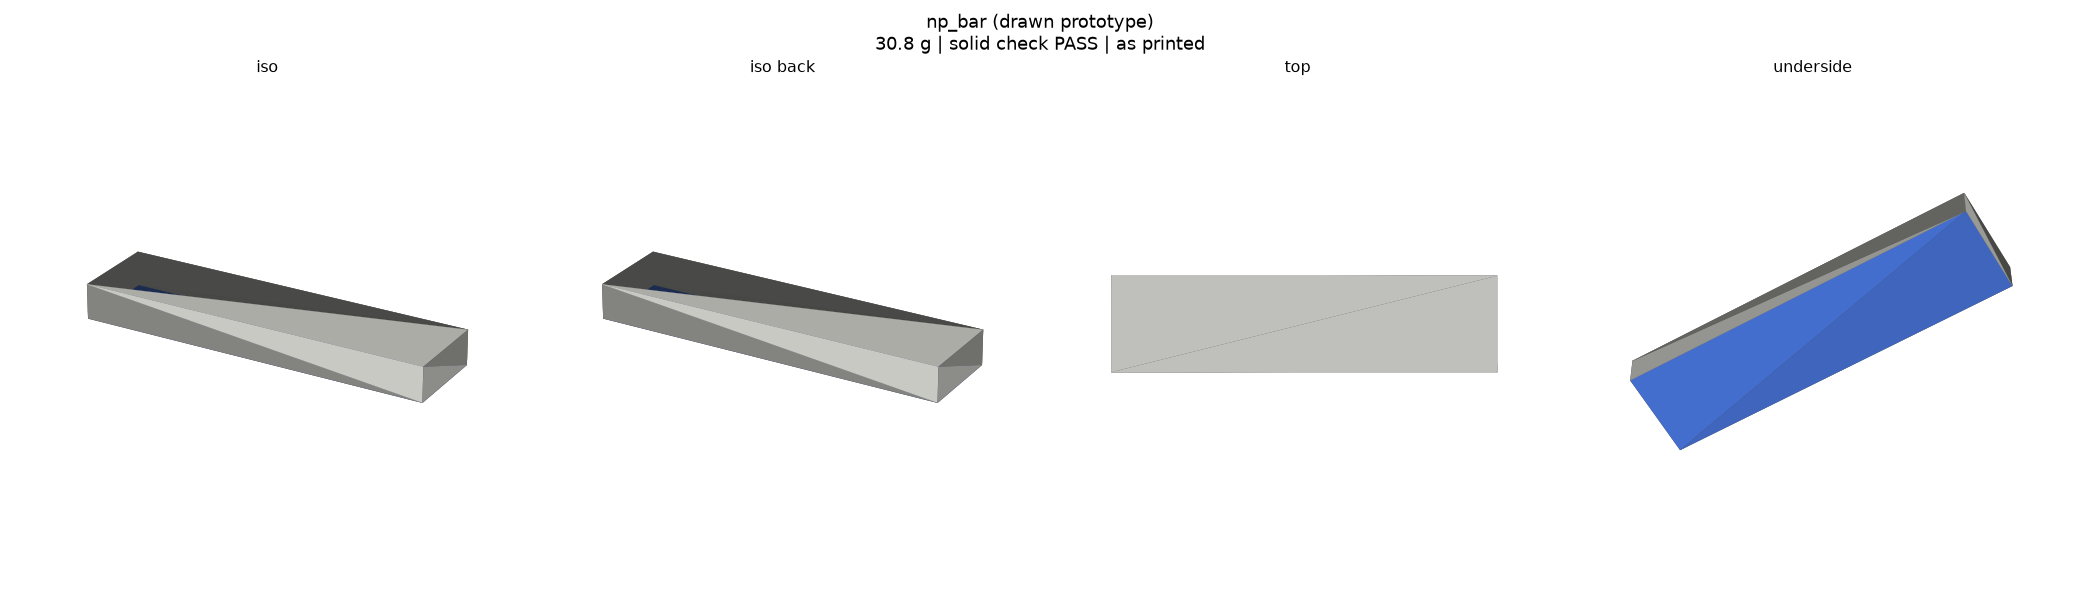 np_bar (drawn prototype)
30.8 g | solid check PASS | as printed
iso
iso back
top
underside